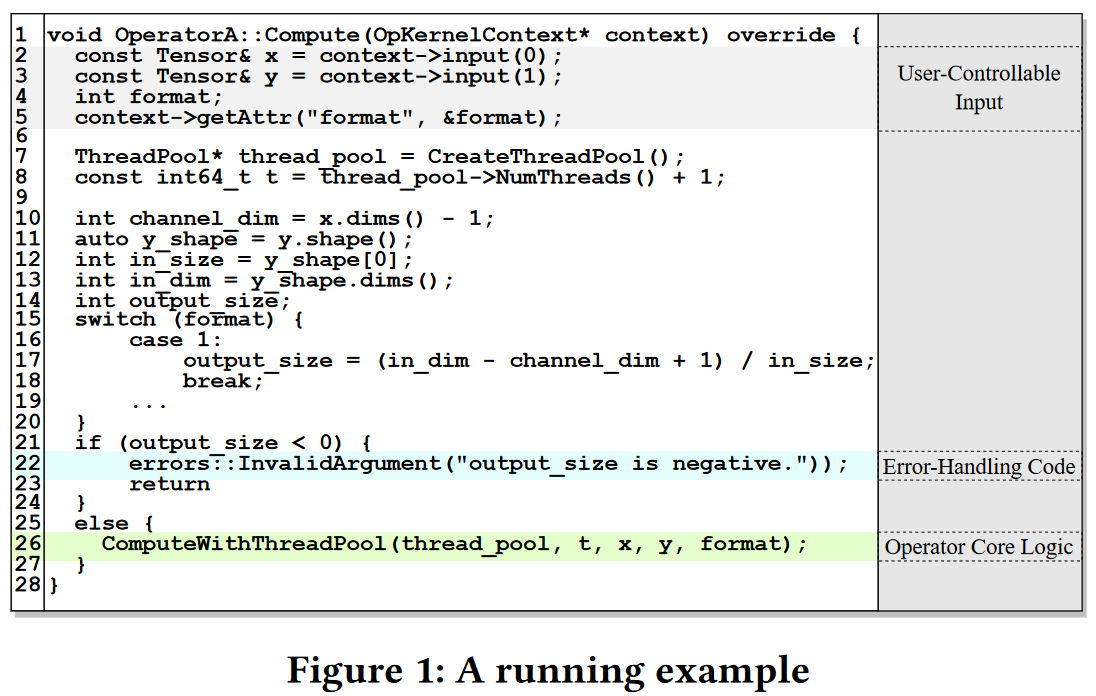 1 void OperatorA::Compute(OpKernelContext* context) override {
2 const Tensor& x = context->input(0);
3 const Tensor& y = context->input(1);
4 int format;
5 context->getAttr("format", &format);
User-Controllable
Input
6
7 ThreadPool* thread_pool = CreateThreadPool();
8 const int64_t t = thread_pool->NumThreads() + 1;
9
10 int channel_dim = x.dims() - 1;
11 auto y_shape = y.shape();
12 int in_size = y_shape[0];
13 int in_dim = y_shape.dims();
14 int output_size;
15 switch (format) {
16 case 1:
17 output_size = (in_dim - channel_dim + 1) / in_size;
18 break;
19 ...
20 }
21 if (output_size < 0) {
22 errors::InvalidArgument("output_size is negative."));
Error-Handling Code
23 return
24 }
25 else {
26 ComputeWithThreadPool(thread_pool, t, x, y, format);
Operator Core Logic
27 }
28 }
Figure 1: A running example